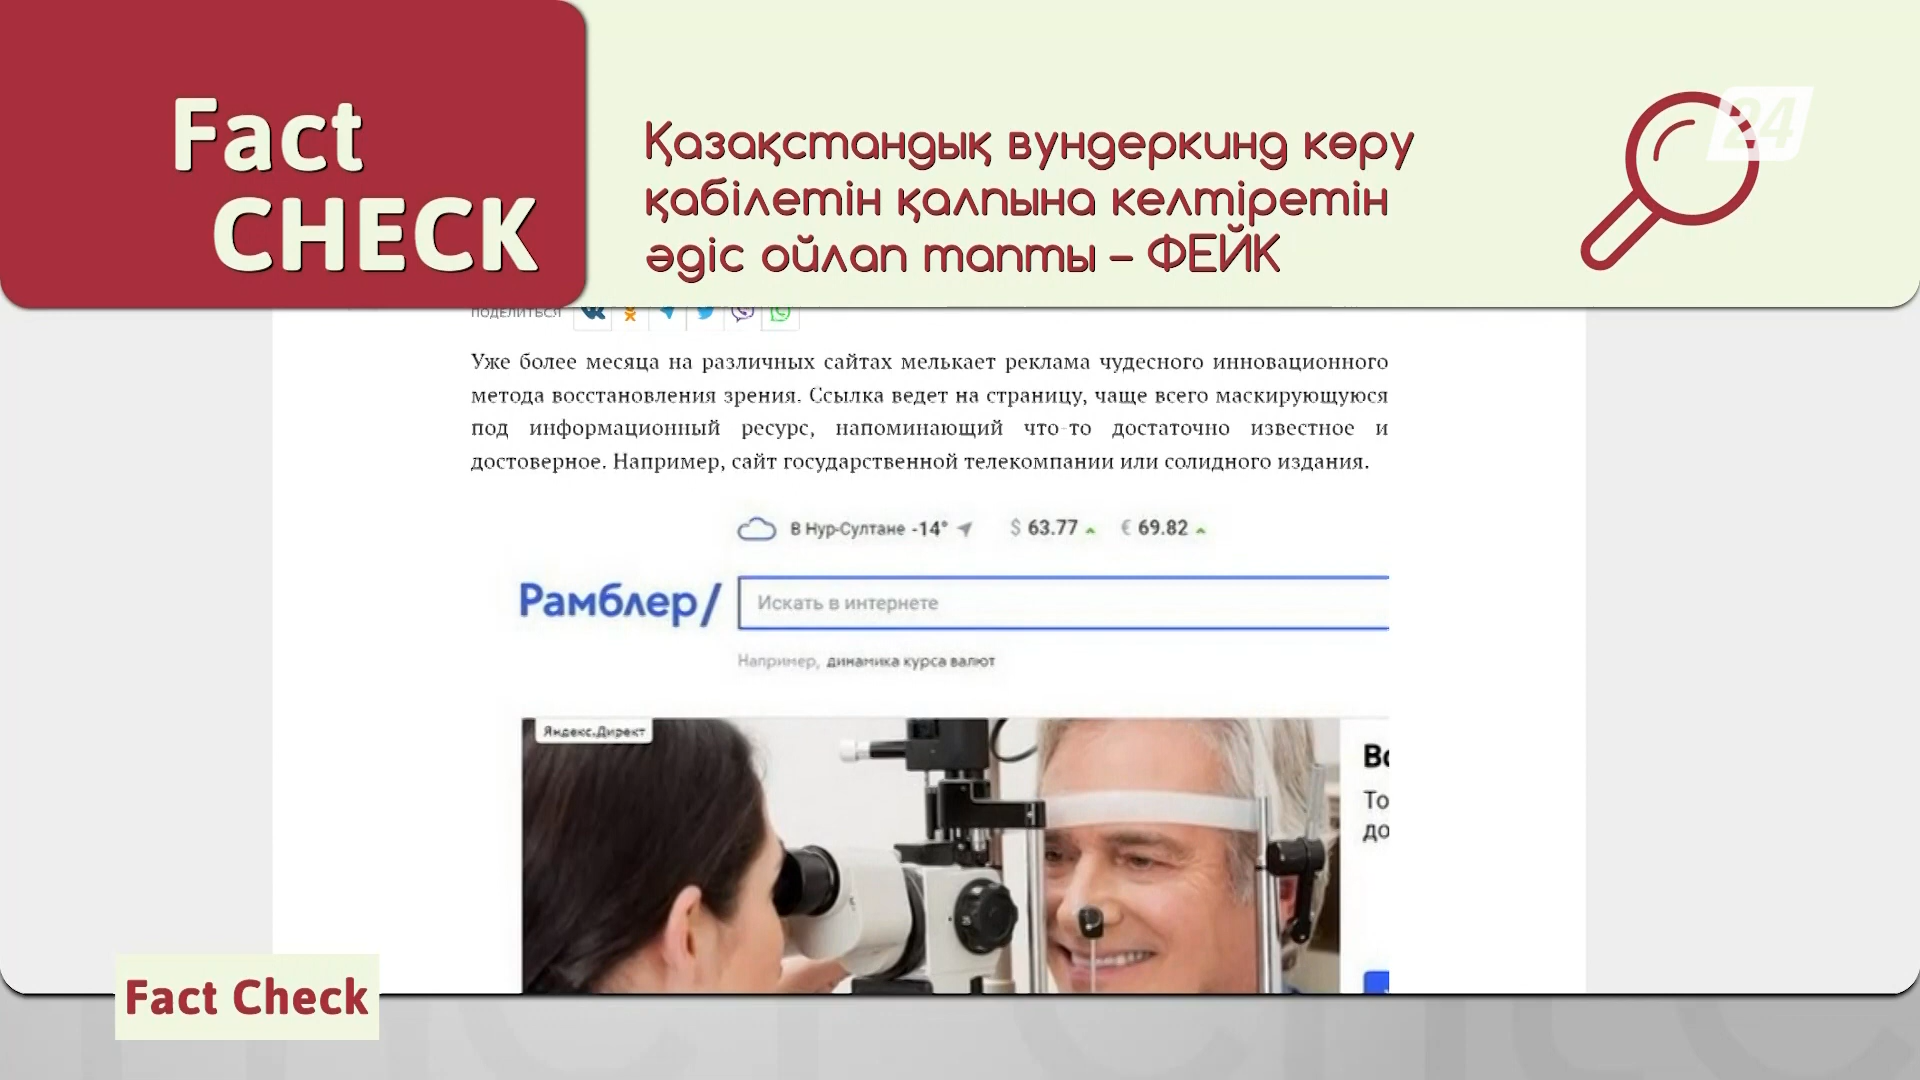 Fact
CHECK
Қазақстандық вундеркинд көру
қабілетін қалпына келтіретін
әдіс ойлап тапты – ФЕЙК
24
ПОДЕЛИТЬСЯ
Уже более месяца на различных сайтах мелькает реклама чудесного инновационного
метода восстановления зрения. Ссылка ведет на страницу, чаще всего маскирующуюся
под информационный ресурс, напоминающий что-то достаточно известное и
достоверное. Например, сайт государственной телекомпании или солидного издания.
В Нур-Султане -14° $ 63.77 € 69.82
Рамблер/ Искать в интернете
Например, динамика курса валют
Яндекс.Директ
Во
То
до
Fact Check